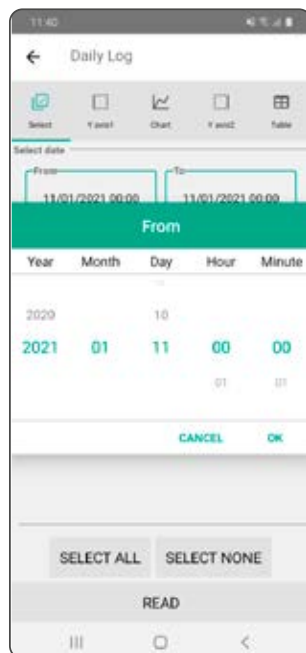 11:40
Daily Log
Select Y axis1 Chart Y axis2 Table
Select date
From To
11/01/2021 00:00 11/01/2021 00:00
From
Year Month Day Hour Minute
2020 10
2021 01 11 00 00
01 01
CANCEL OK
SELECT ALL SELECT NONE
READ